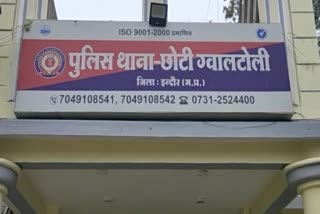 ISO 9001-2000 प्रमाणित
पुलिस थाना-छोटी ग्वालटोली
जिला : इन्दौर (म.प्र.)
7049108541, 7049108542 0731-2524400